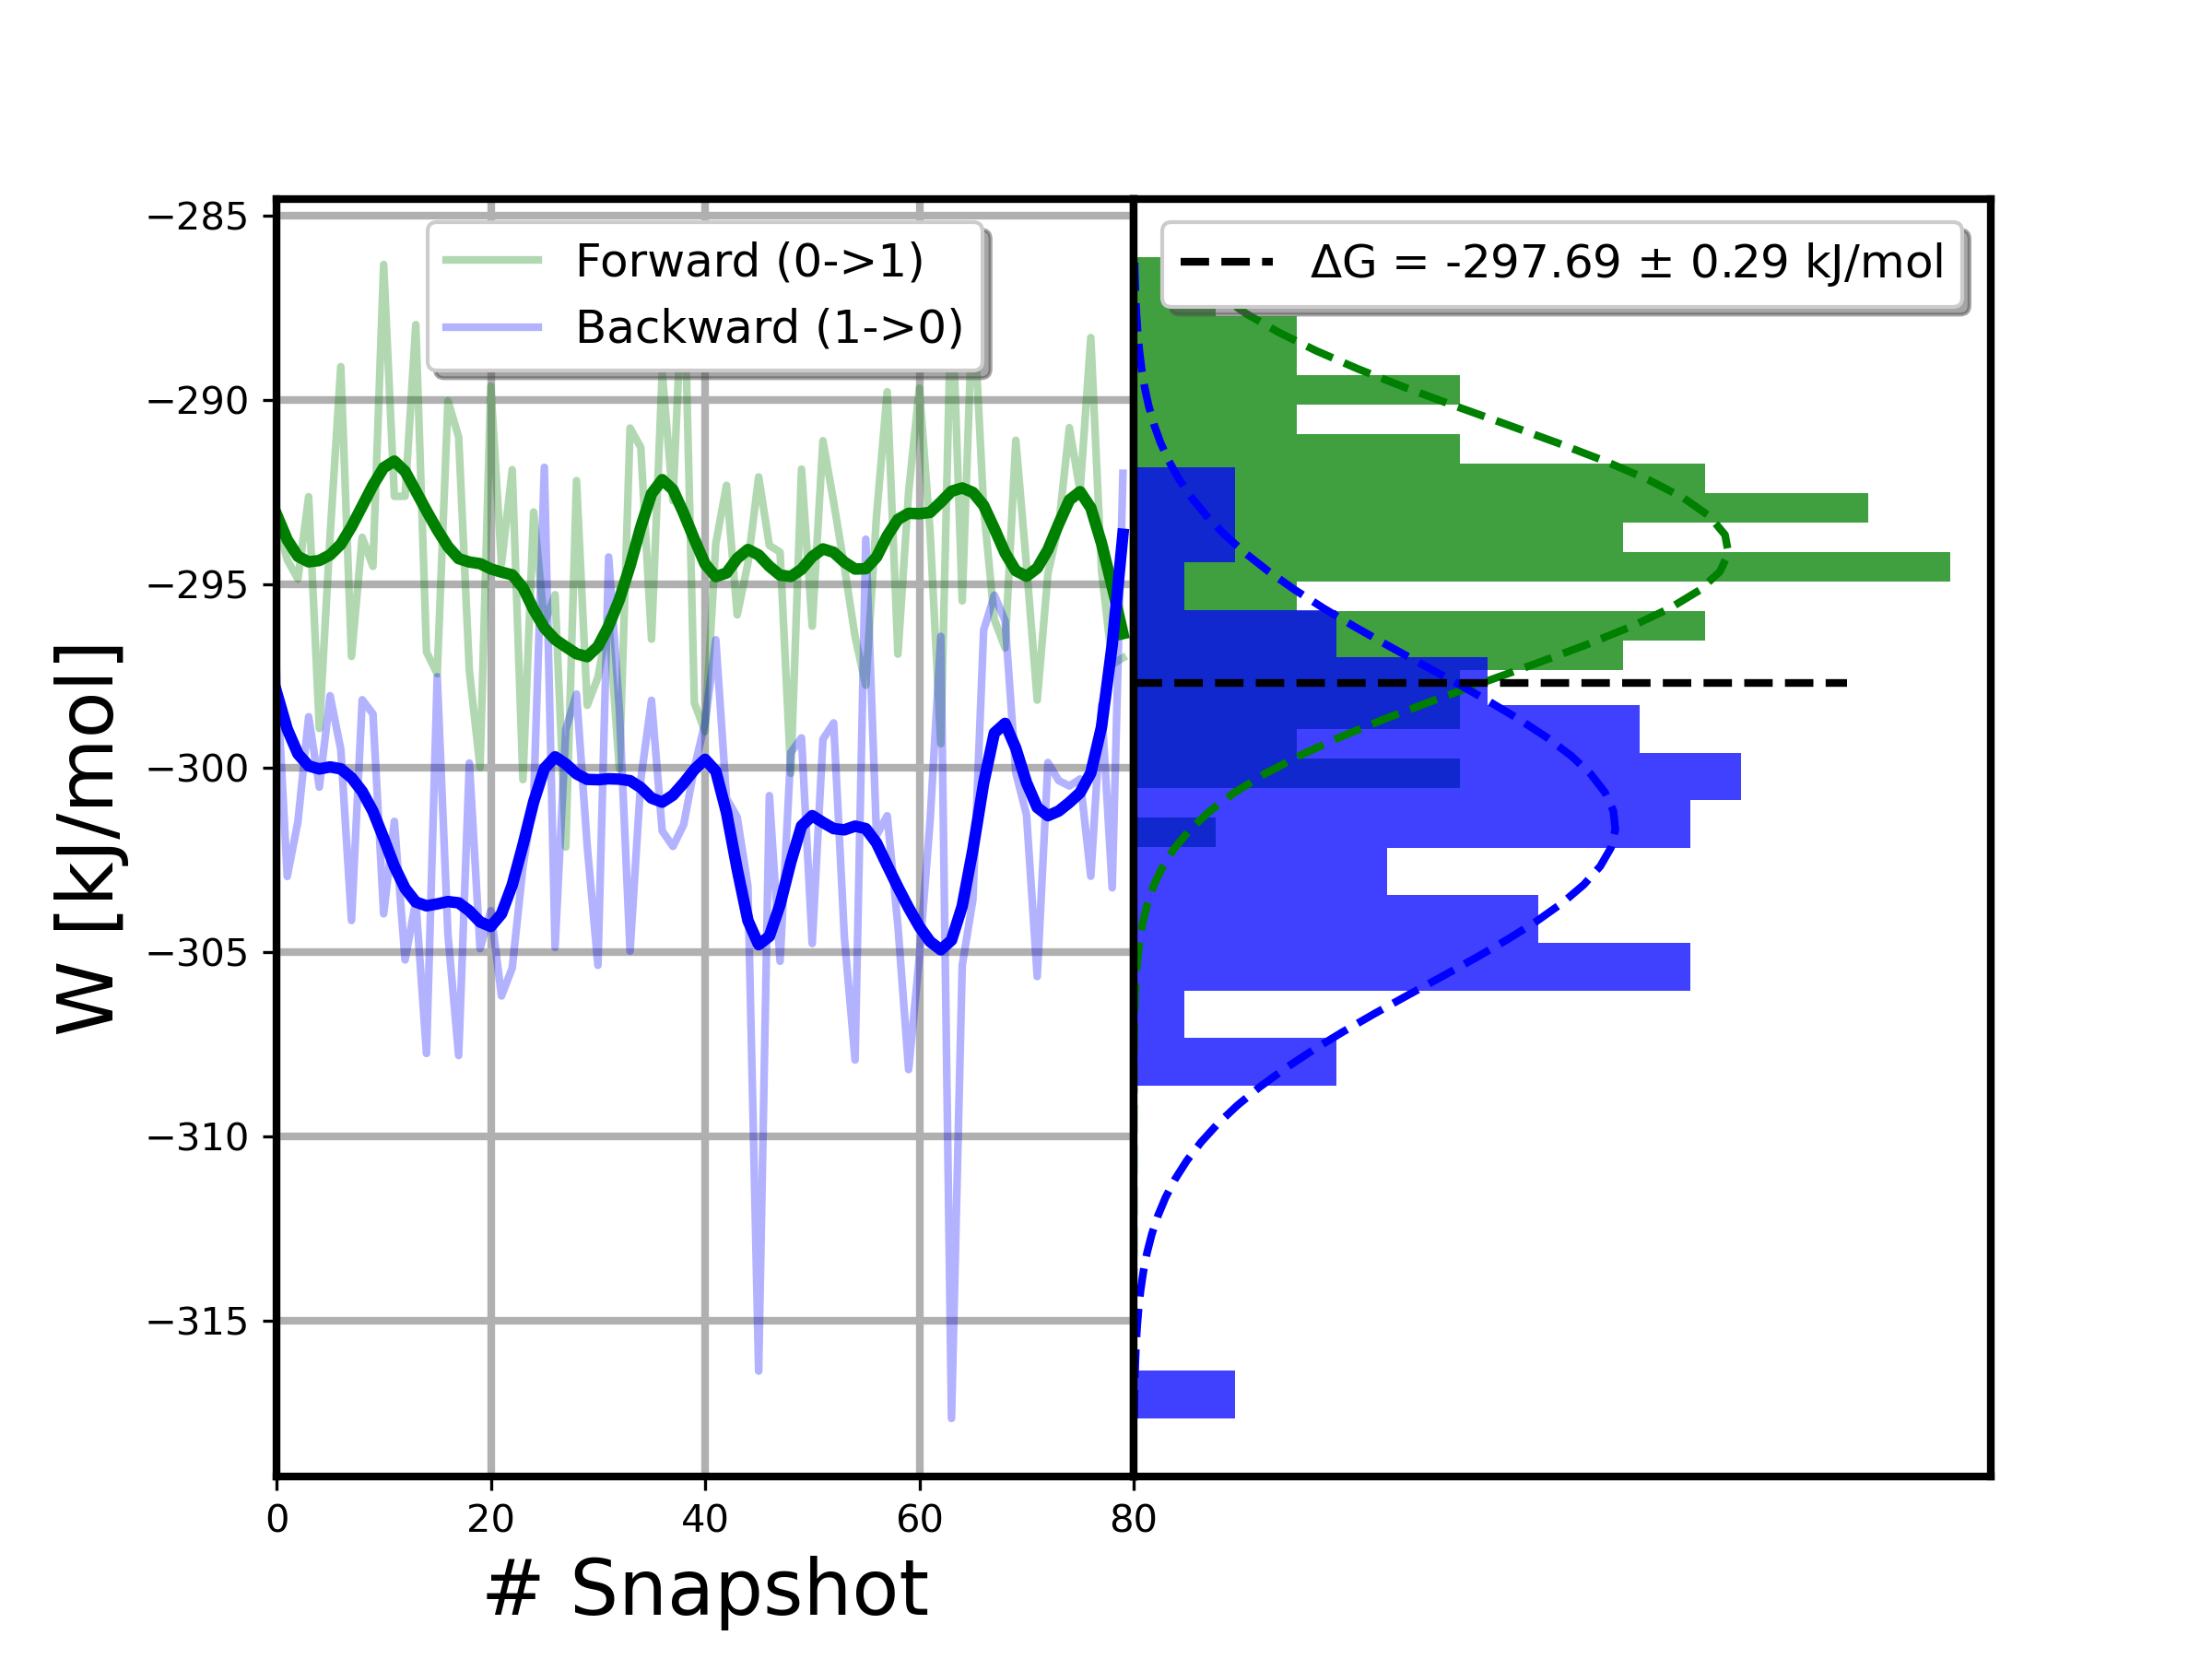 Forward (0->1)
Backward (1->0)
ΔG = -297.69 ± 0.29 kJ/mol
W [kJ/mol]
−285
−290
−295
−300
−305
−310
−315
0 20 40 60 80
# Snapshot